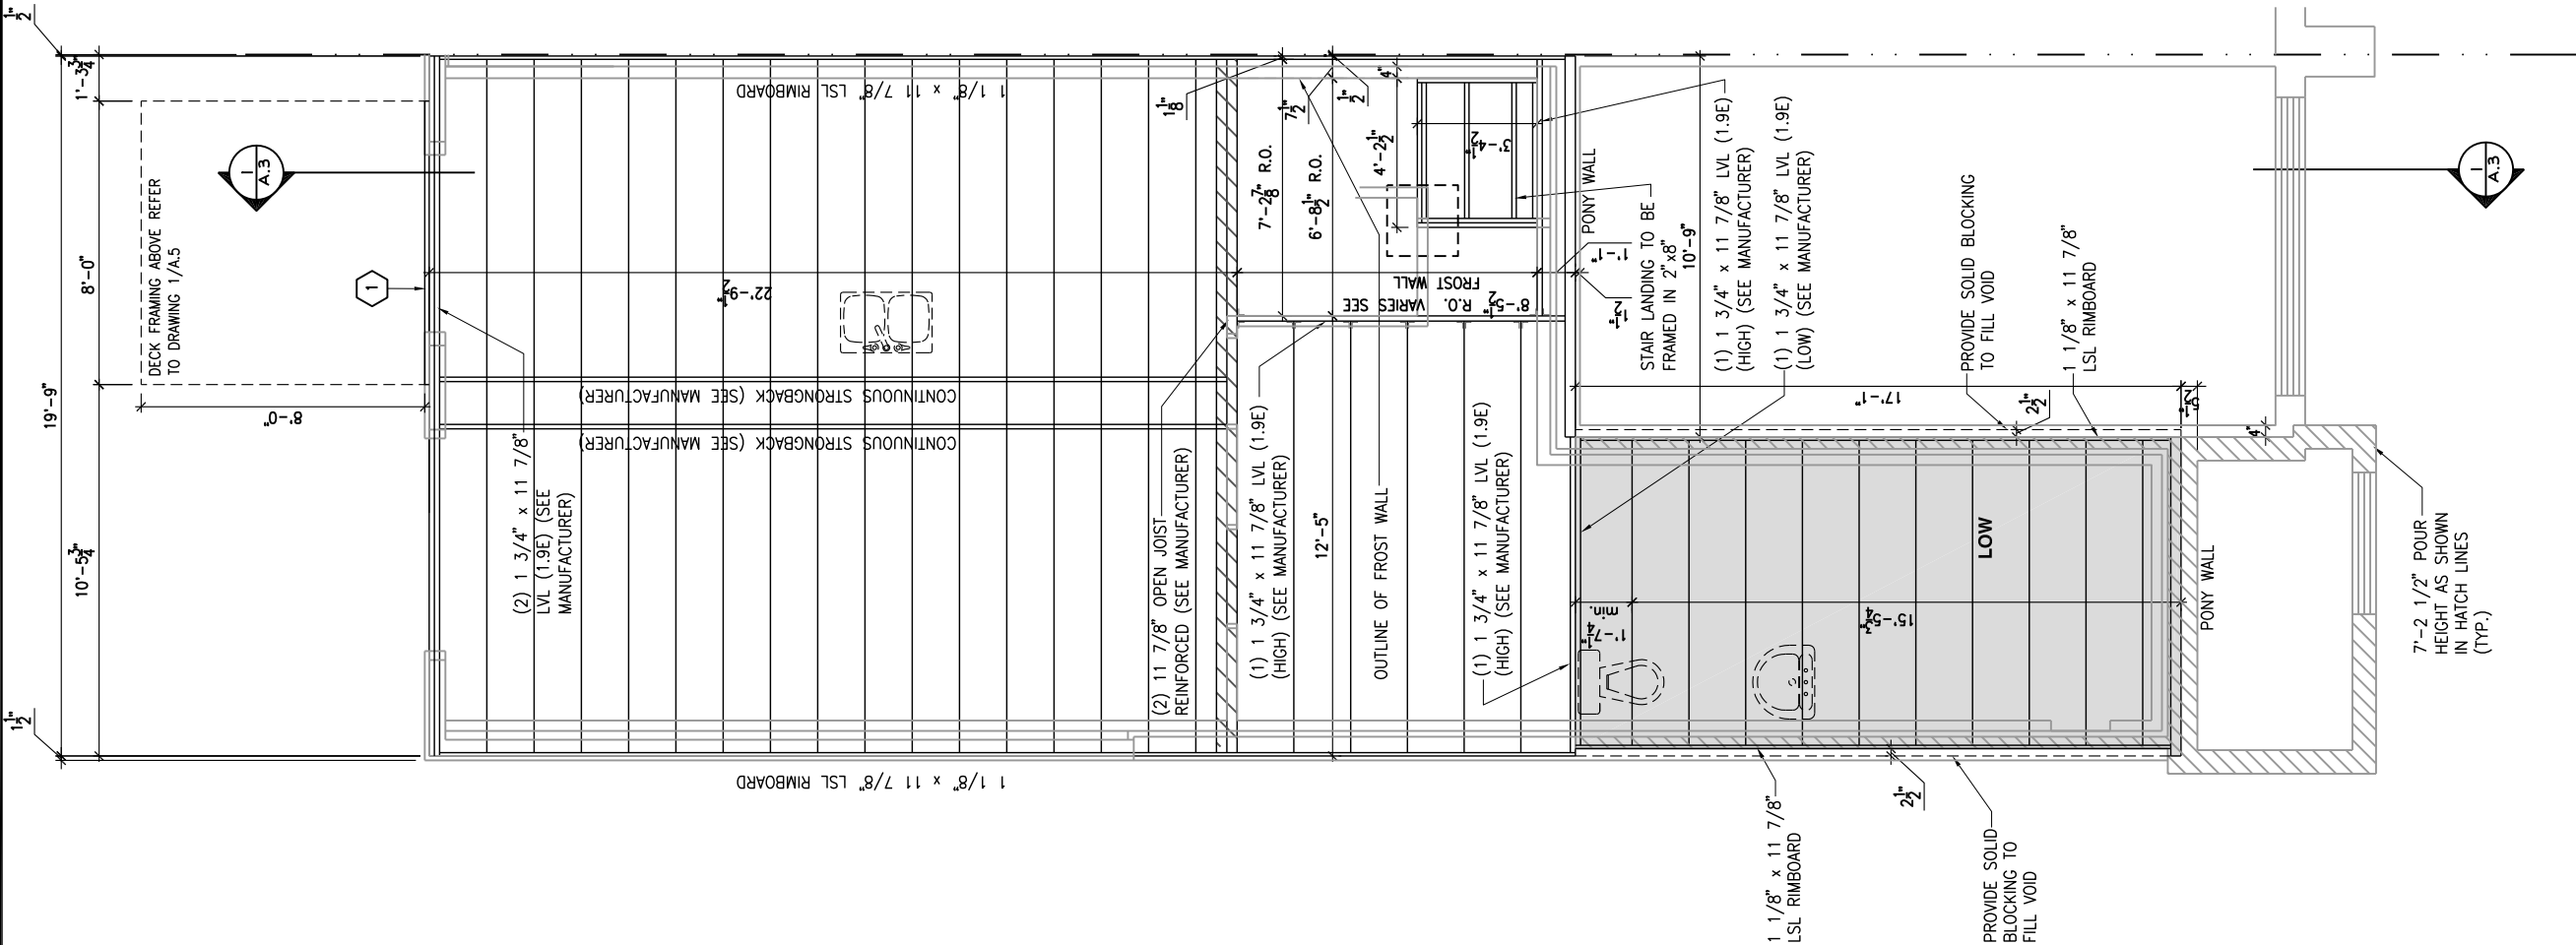 1 1/2"
19'-9"
1 1/2"
1'-3 3/4"
8'-0"
10'-5 3/4"
DECK FRAMING ABOVE REFER
TO DRAWING 1/A.5
8'-0"
1
A.3
1
(2) 1 3/4" x 11 7/8"
LVL (1.9E) (SEE
MANUFACTURER)
1 1/8" x 11 7/8" LSL RIMBOARD
22'-9 1/2"
CONTINUOUS STRONGBACK (SEE MANUFACTURER)
CONTINUOUS STRONGBACK (SEE MANUFACTURER)
1 1/8" x 11 7/8" LSL RIMBOARD
1 1/8"
(2) 11 7/8" OPEN JOIST
REINFORCED (SEE MANUFACTURER)
7'-2 7/8" R.O.
6'-8 1/2" R.O.
7 1/2"
1 1/2"
4"
4'-2 1/2"
3'-4 1/2"
(1) 1 3/4" x 11 7/8" LVL (1.9E)
(HIGH) (SEE MANUFACTURER)
12'-5"
OUTLINE OF FROST WALL
8'-5 1/2" R.O. VARIES SEE
FROST WALL
(1) 1 3/4" x 11 7/8" LVL (1.9E)
(HIGH) (SEE MANUFACTURER)
PONY WALL
1'-1"
1 1/2"
STAIR LANDING TO BE
FRAMED IN 2"x8"
10'-9"
(1) 1 3/4" x 11 7/8" LVL (1.9E)
(HIGH) (SEE MANUFACTURER)
(1) 1 3/4" x 11 7/8" LVL (1.9E)
(LOW) (SEE MANUFACTURER)
17'-1"
PROVIDE SOLID BLOCKING
TO FILL VOID
2 1/2"
1 1/8" x 11 7/8"
LSL RIMBOARD
5 1/2"
4"
1'-7 1/4"
min.
15'-5 3/4"
LOW
PONY WALL
2 1/2"
1 1/8" x 11 7/8"
LSL RIMBOARD
PROVIDE SOLID
BLOCKING TO
FILL VOID
7'-2 1/2" POUR
HEIGHT AS SHOWN
IN HATCH LINES
(TYP.)
1
A.3